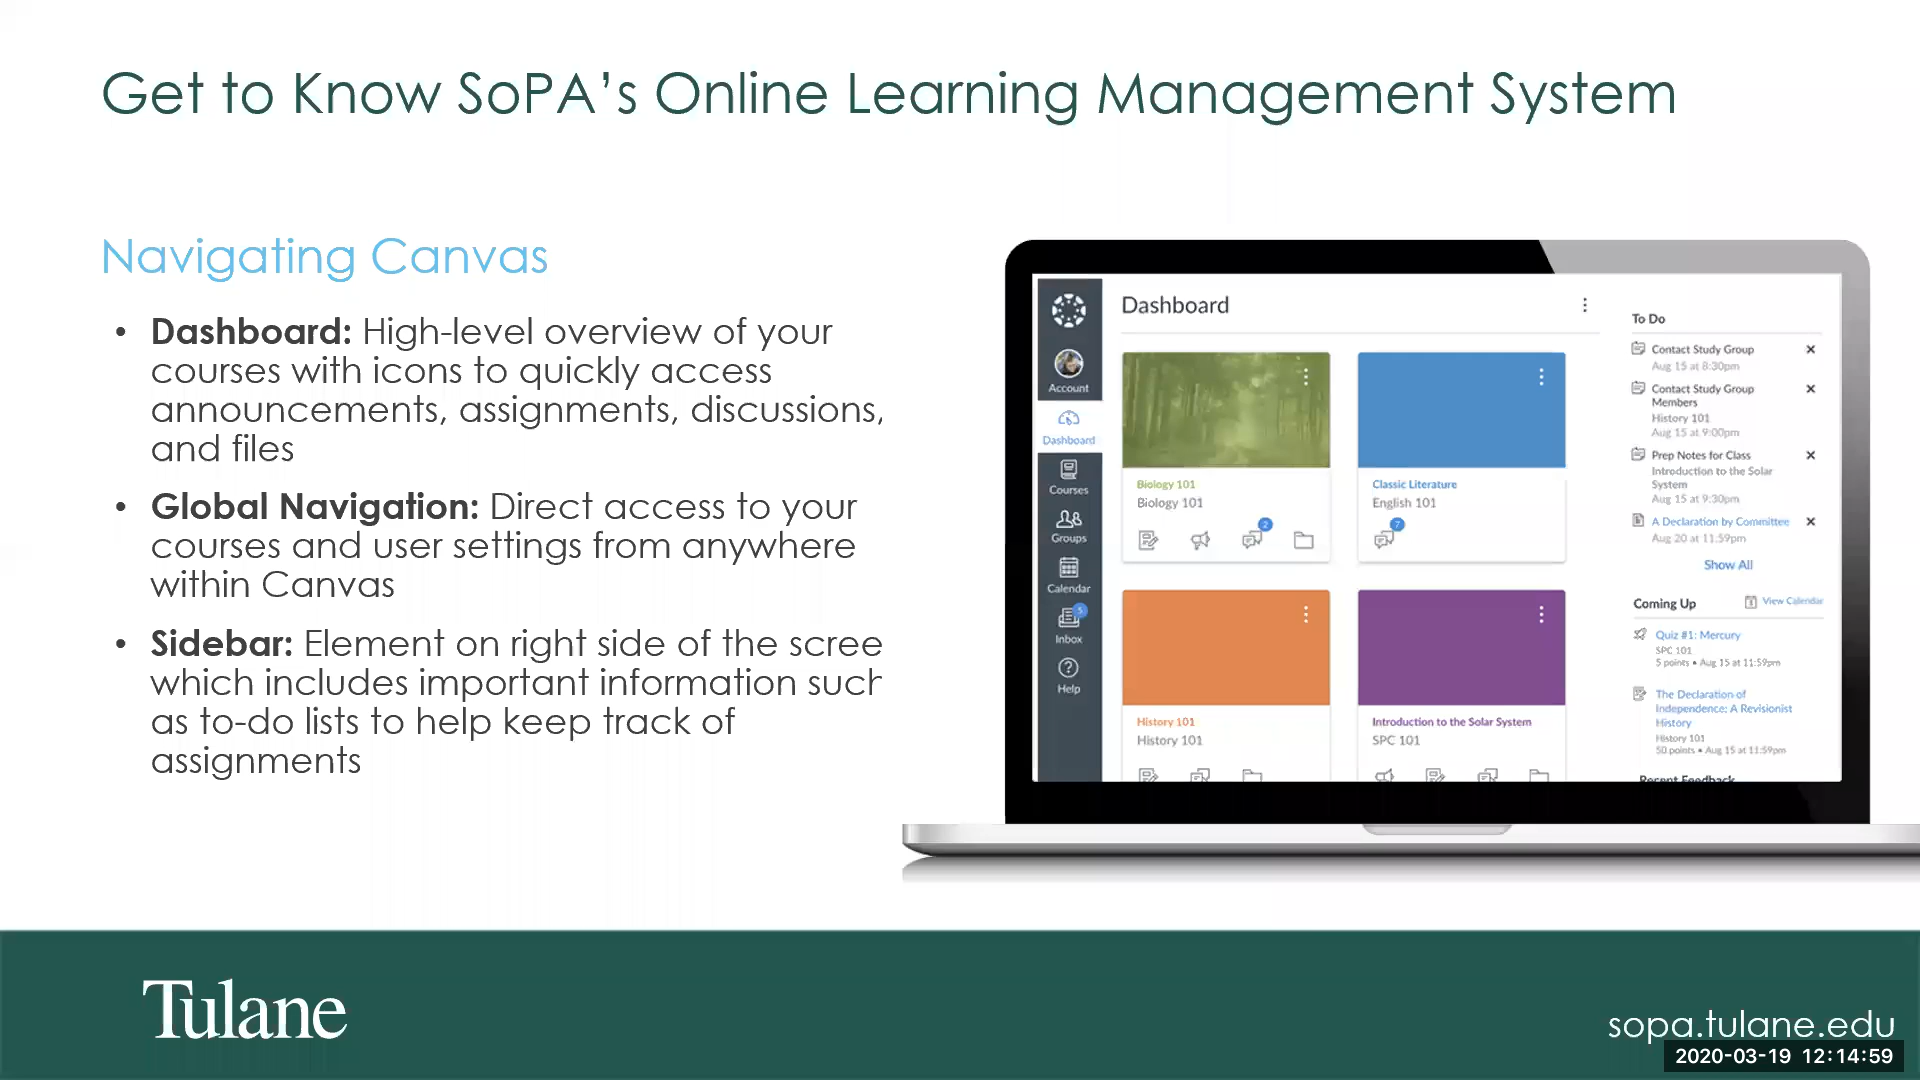 Get to Know SoPA's Online Learning Management System
Navigating Canvas
• Dashboard: High-level overview of your
courses with icons to quickly access
announcements, assignments, discussions,
and files
• Global Navigation: Direct access to your
courses and user settings from anywhere
within Canvas
• Sidebar: Element on right side of the scree
which includes important information such
as to-do lists to help keep track of
assignments
Account
Dashboard
Courses
Groups
Calendar
5
Inbox
Help
Dashboard
Biology 101
Biology 101
2
Classic Literature
English 101
7
History 101
History 101
Introduction to the Solar System
SPC 101
To Do
Contact Study Group
Aug 15 at 8:30pm
Contact Study Group
Members
History 101
Aug 15 at 9:00pm
Prep Notes for Class
Introduction to the Solar
System
Aug 15 at 9:30pm
A Declaration by Committee
Aug 20 at 11:59pm
Show All
Coming Up
View Calendar
Quiz #1: Mercury
SPC 101
5 points • Aug 15 at 11:59pm
The Declaration of
Independence: A Revisionist
History
History 101
50 points • Aug 15 at 11:59pm
Recent Feedback
Tulane
sopa.tulane.edu
2020-03-19 12:14:59